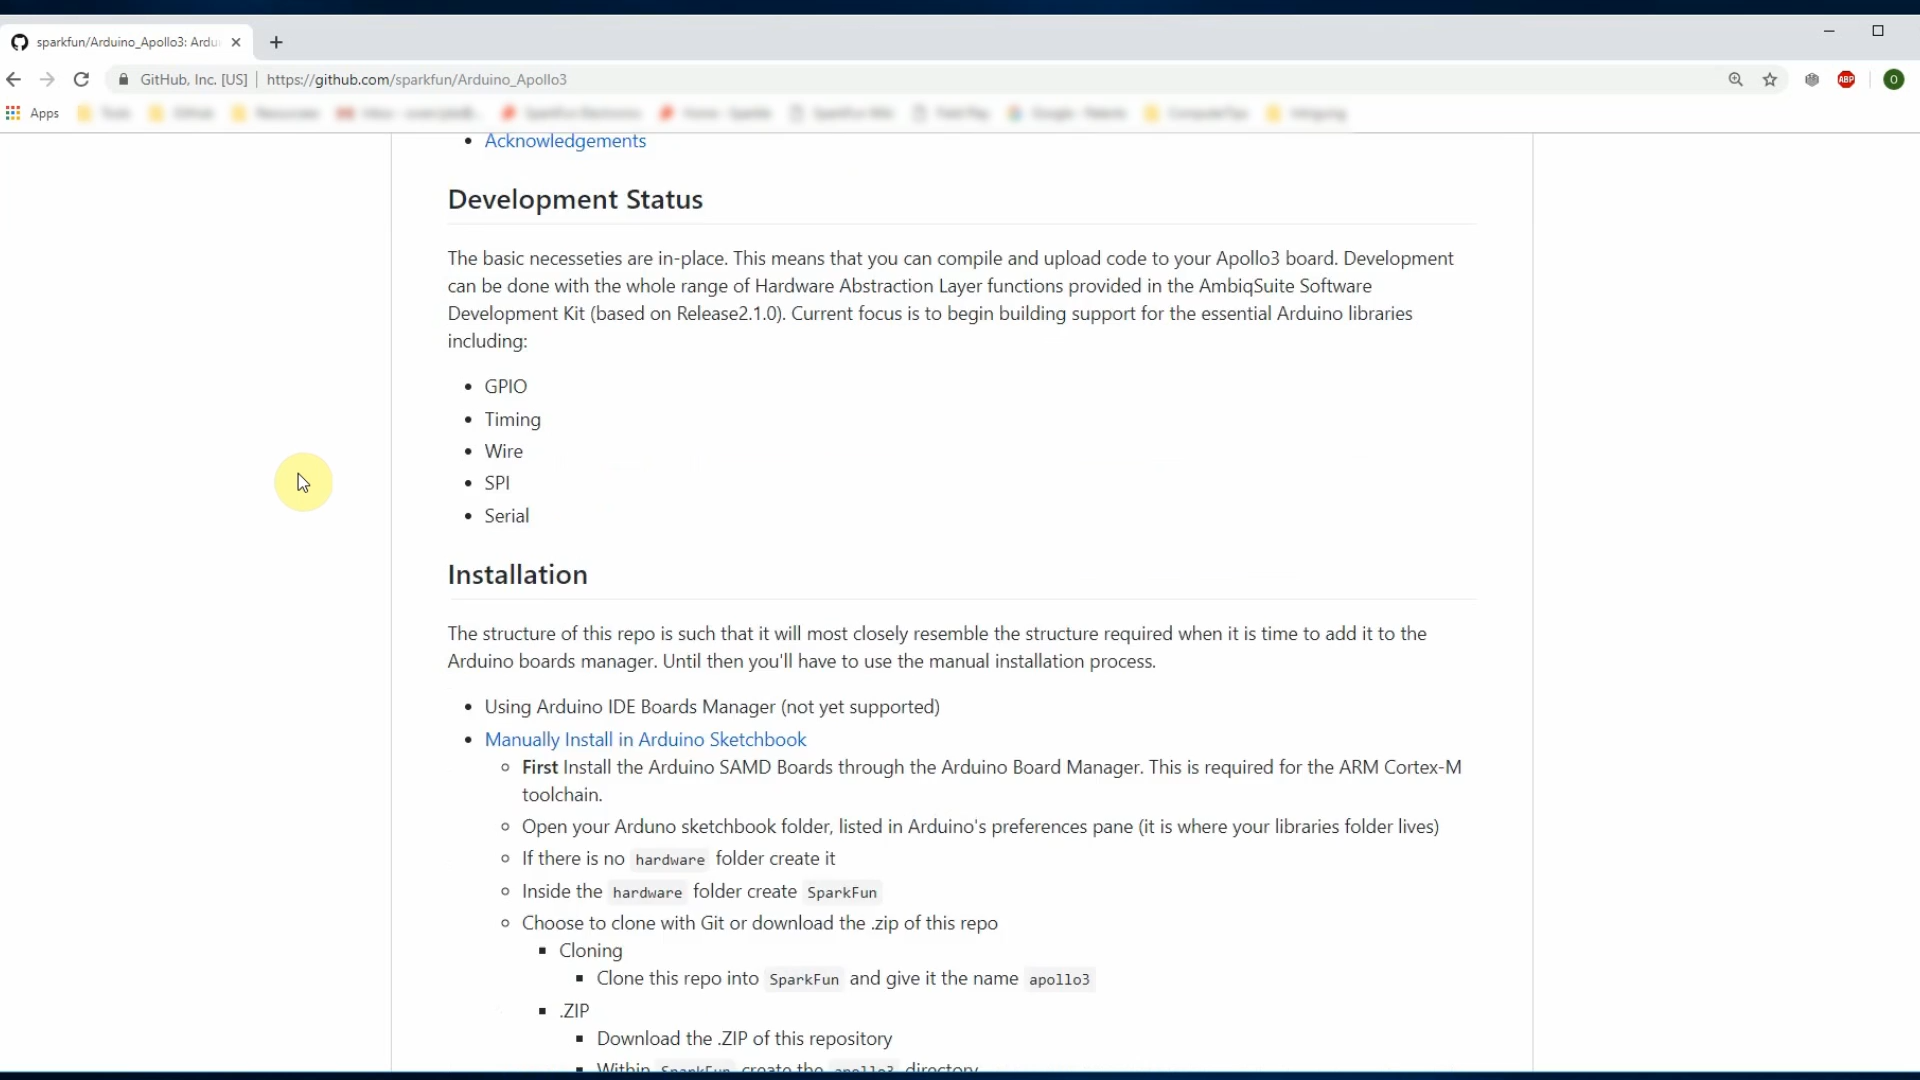 sparkfun/Arduino_Apollo3: Ardu
GitHub, Inc. [US] | https://github.com/sparkfun/Arduino_Apollo3
ABP
O
Apps
Acknowledgements
Development Status
The basic necesseties are in-place. This means that you can compile and upload code to your Apollo3 board. Development
can be done with the whole range of Hardware Abstraction Layer functions provided in the AmbiqSuite Software
Development Kit (based on Release2.1.0). Current focus is to begin building support for the essential Arduino libraries
including:
GPIO
Timing
Wire
SPI
Serial
Installation
The structure of this repo is such that it will most closely resemble the structure required when it is time to add it to the
Arduino boards manager. Until then you'll have to use the manual installation process.
Using Arduino IDE Boards Manager (not yet supported)
Manually Install in Arduino Sketchbook
First Install the Arduino SAMD Boards through the Arduino Board Manager. This is required for the ARM Cortex-M
toolchain.
Open your Arduno sketchbook folder, listed in Arduino's preferences pane (it is where your libraries folder lives)
If there is no hardware folder create it
Inside the hardware folder create SparkFun
Choose to clone with Git or download the .zip of this repo
Cloning
Clone this repo into SparkFun and give it the name apollo3
.ZIP
Download the .ZIP of this repository
Within SparkFun create the apollo3 directory